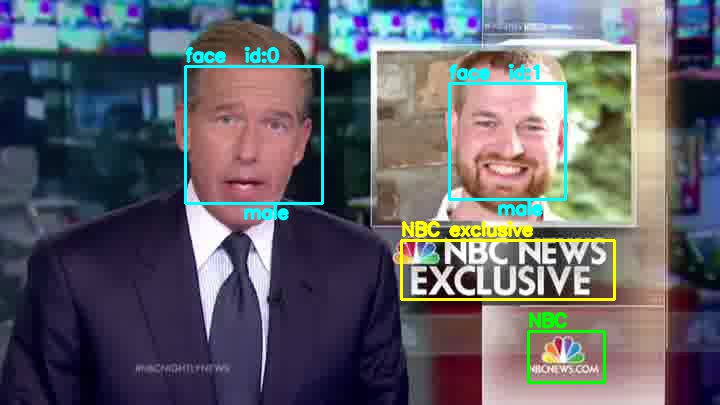 face id:0
face id:1
male
male
NBC exclusive
NBC NEWS
EXCLUSIVE
NBC
NBCNEWS.COM
#NBCNIGHTLYNEWS